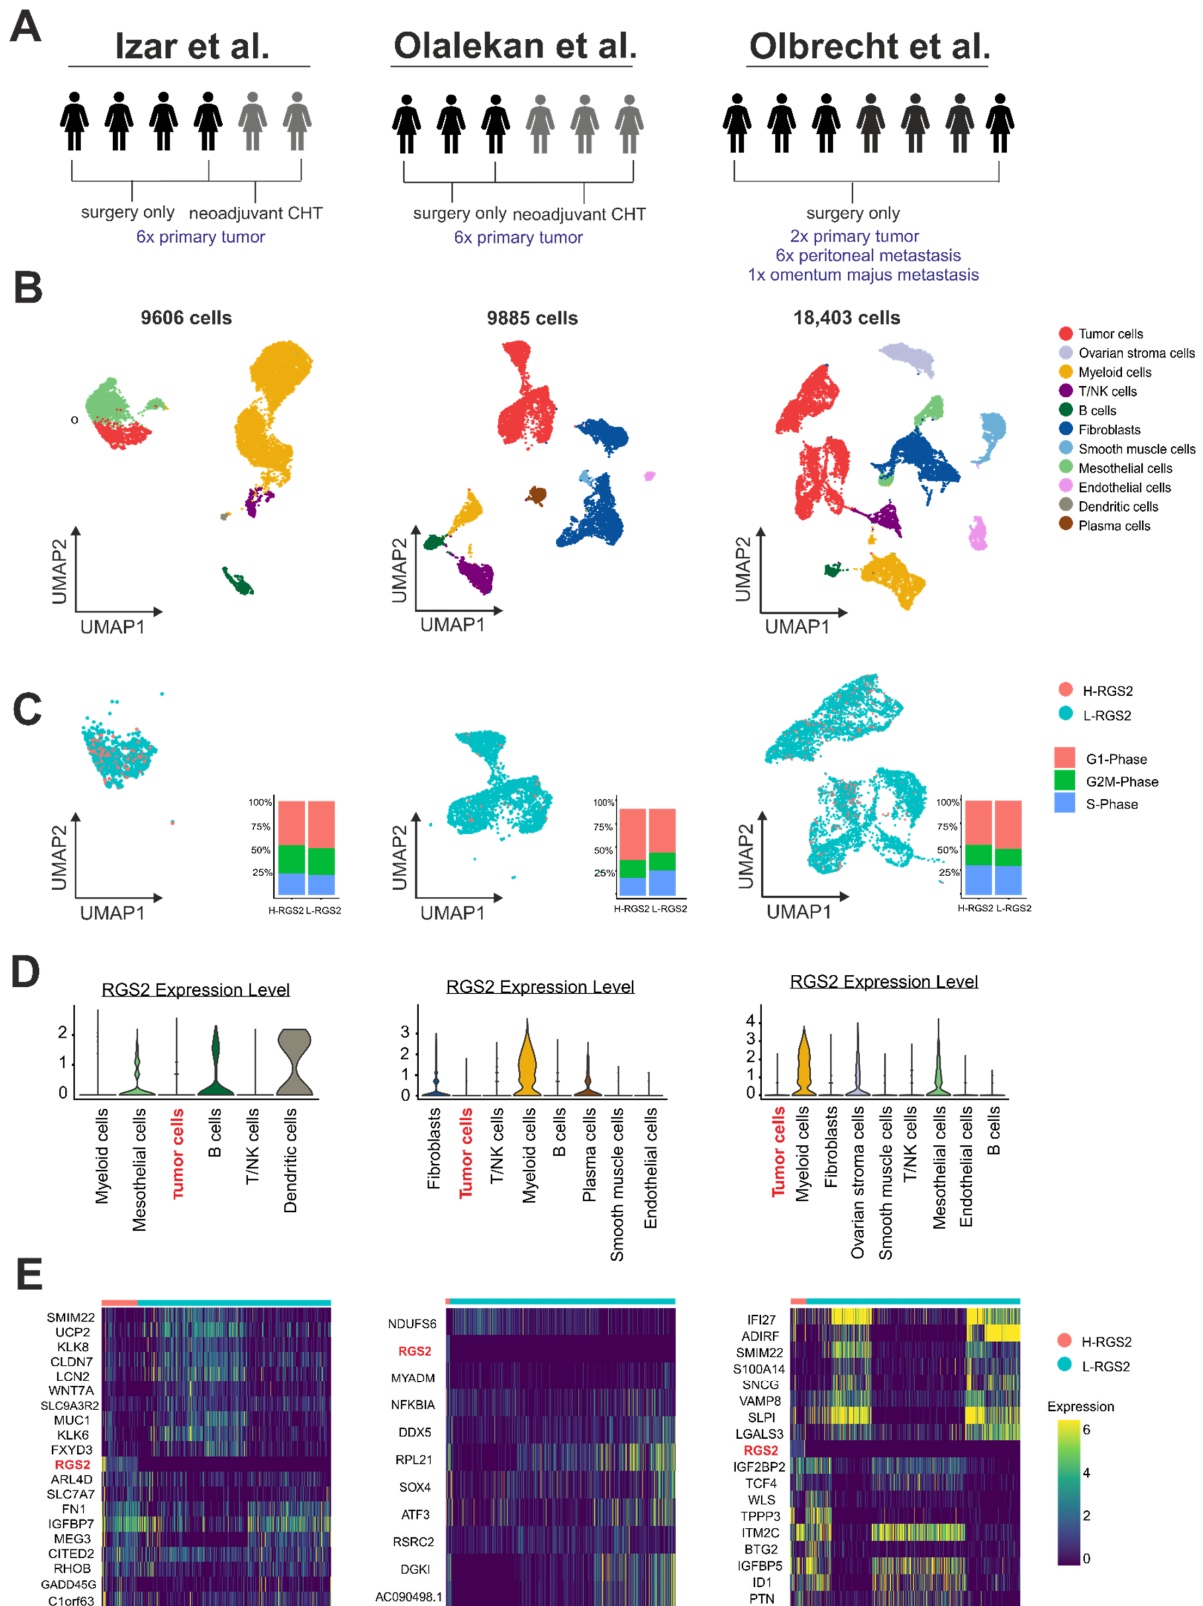 A
Izar et al.
Olalekan et al.
Olbrecht et al.
surgery only
neoadjuvant CHT
6x primary tumor
surgery only
neoadjuvant CHT
6x primary tumor
surgery only
2x primary tumor
6x peritoneal metastasis
1x omentum majus metastasis
B
9606 cells
9885 cells
18,403 cells
o
UMAP2
UMAP1
UMAP2
UMAP1
UMAP2
UMAP1
Tumor cells
Ovarian stroma cells
Myeloid cells
T/NK cells
B cells
Fibroblasts
Smooth muscle cells
Mesothelial cells
Endothelial cells
Dendritic cells
Plasma cells
C
UMAP2
UMAP1
100%
75%
50%
25%
H-RGS2
L-RGS2
UMAP2
UMAP1
100%
75%
50%
25%
H-RGS2
L-RGS2
UMAP2
UMAP1
100%
75%
50%
25%
H-RGS2
L-RGS2
H-RGS2
L-RGS2
G1-Phase
G2M-Phase
S-Phase
D
RGS2 Expression Level
2
1
0
Myeloid cells
Mesothelial cells
Tumor cells
B cells
T/NK cells
Dendritic cells
RGS2 Expression Level
3
2
1
0
Fibroblasts
Tumor cells
T/NK cells
Myeloid cells
B cells
Plasma cells
Smooth muscle cells
Endothelial cells
RGS2 Expression Level
4
3
2
1
0
Tumor cells
Myeloid cells
Fibroblasts
Ovarian stroma cells
Smooth muscle cells
T/NK cells
Mesothelial cells
Endothelial cells
B cells
E
SMIM22
UCP2
KLK8
CLDN7
LCN2
WNT7A
SLC9A3R2
MUC1
KLK6
FXYD3
RGS2
ARL4D
SLC7A7
FN1
IGFBP7
MEG3
CITED2
RHOB
GADD45G
C1orf63
NDUFS6
RGS2
MYADM
NFKBIA
DDX5
RPL21
SOX4
ATF3
RSRC2
DGKI
AC090498.1
IFI27
ADIRF
SMIM22
S100A14
SNCG
VAMP8
SLPI
LGALS3
RGS2
IGF2BP2
TCF4
WLS
TPPP3
ITM2C
BTG2
IGFBP5
ID1
PTN
H-RGS2
L-RGS2
Expression
6
4
2
0